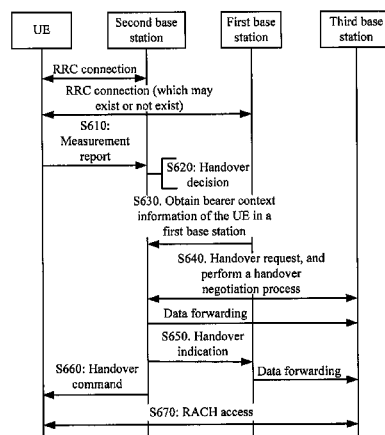 UE
Second base
station
First base
station
Third base
station
RRC connection
RRC connection (which may
exist or not exist)
S610:
Measurement
report
S620: Handover
decision
S630. Obtain bearer context
information of the UE in a
first base station
S640. Handover request, and
perform a handover
negotiation process
Data forwarding
S650. Handover
indication
S660: Handover
command
Data forwarding
S670: RACH access